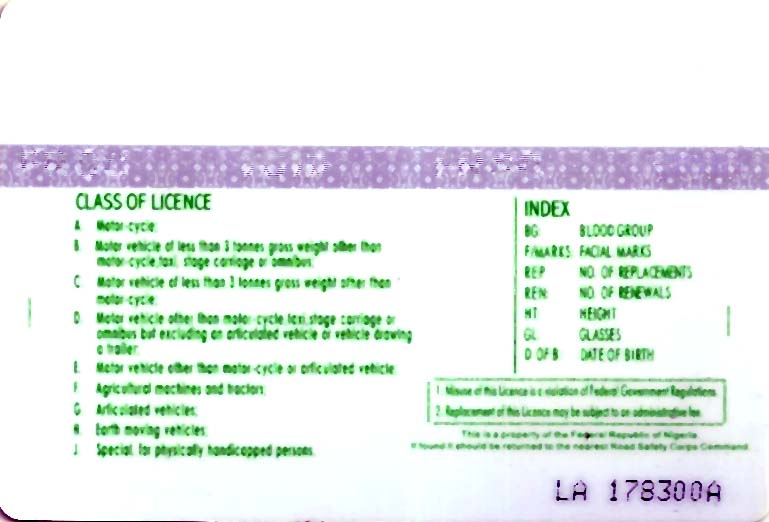 CLASS OF LICENCE
A. Motor-cycle;
B. Motor vehicle of less than 3 tonnes gross weight other than
motor-cycle, taxi, stage carriage or omnibus;
C. Motor vehicle of less than 3 tonnes gross weight other than
motor-cycle;
D. Motor vehicle other than motor-cycle, taxi, stage carriage or
omnibus but excluding an articulated vehicle or vehicle drawing
a trailer;
E. Motor vehicle other than motor-cycle or articulated vehicle;
F. Agricultural machines and tractors;
G. Articulated vehicles;
H. Earth moving vehicles;
J. Special, for physically handicapped persons.
INDEX
BG: BLOOD GROUP
F/MARKS: FACIAL MARKS
REP: NO. OF REPLACEMENTS
REN: NO. OF RENEWALS
HT: HEIGHT
GL: GLASSES
D OF B: DATE OF BIRTH
1. Misuse of this Licence is a violation of Federal Government Regulations.
2. Replacement of this Licence may be subject to an administrative fee.
This is a property of the Federal Republic of Nigeria.
If found it should be returned to the nearest Road Safety Corps Command.
LA 178300A